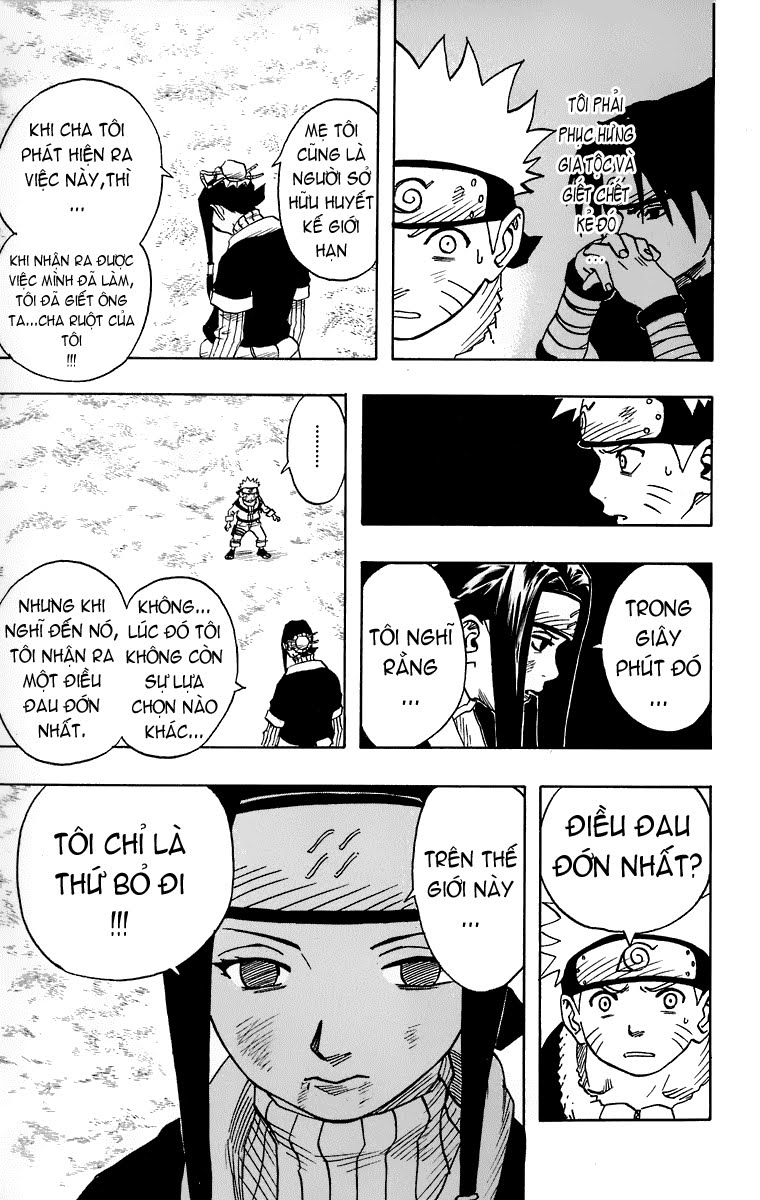 TÔI PHẢI
PHỤC HƯNG
GIA TỘC VÀ
GIẾT CHẾT
KẺ ĐÓ
...
MẸ TÔI
CŨNG LÀ
NGƯỜI SỞ
HỮU HUYẾT
KẾ GIỚI
HẠN
KHI CHA TÔI
PHÁT HIỆN RA
VIỆC NÀY,THÌ
...
KHI NHẬN RA ĐƯỢC
VIỆC MÌNH ĐÃ LÀM,
TÔI ĐÃ GIẾT ÔNG
TA...CHA RUỘT CỦA
TÔI
!!!
.........
TRONG
GIÂY
PHÚT ĐÓ
...
TÔI NGHĨ
RẰNG
...
KHÔNG...
LÚC ĐÓ TÔI
KHÔNG CÒN
SỰ LỰA
CHỌN NÀO
KHÁC...
NHƯNG KHI
NGHĨ ĐẾN NÓ,
TÔI NHẬN RA
MỘT ĐIỀU
ĐAU ĐỚN
NHẤT.
ĐIỀU ĐAU
ĐỚN NHẤT?
TRÊN THẾ
GIỚI NÀY
...
TÔI CHỈ LÀ
THỨ BỎ ĐI
!!!